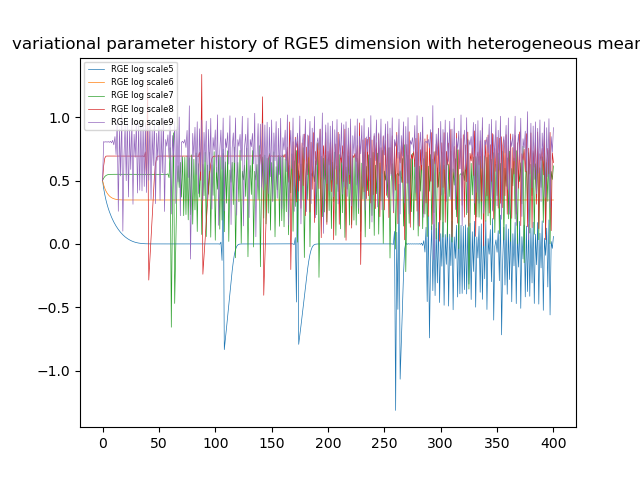 variational parameter history of RGE5 dimension with heterogeneous mean
RGE log scale5
RGE log scale6
RGE log scale7
RGE log scale8
RGE log scale9
1.0
0.5
0.0
−0.5
−1.0
0 50 100 150 200 250 300 350 400